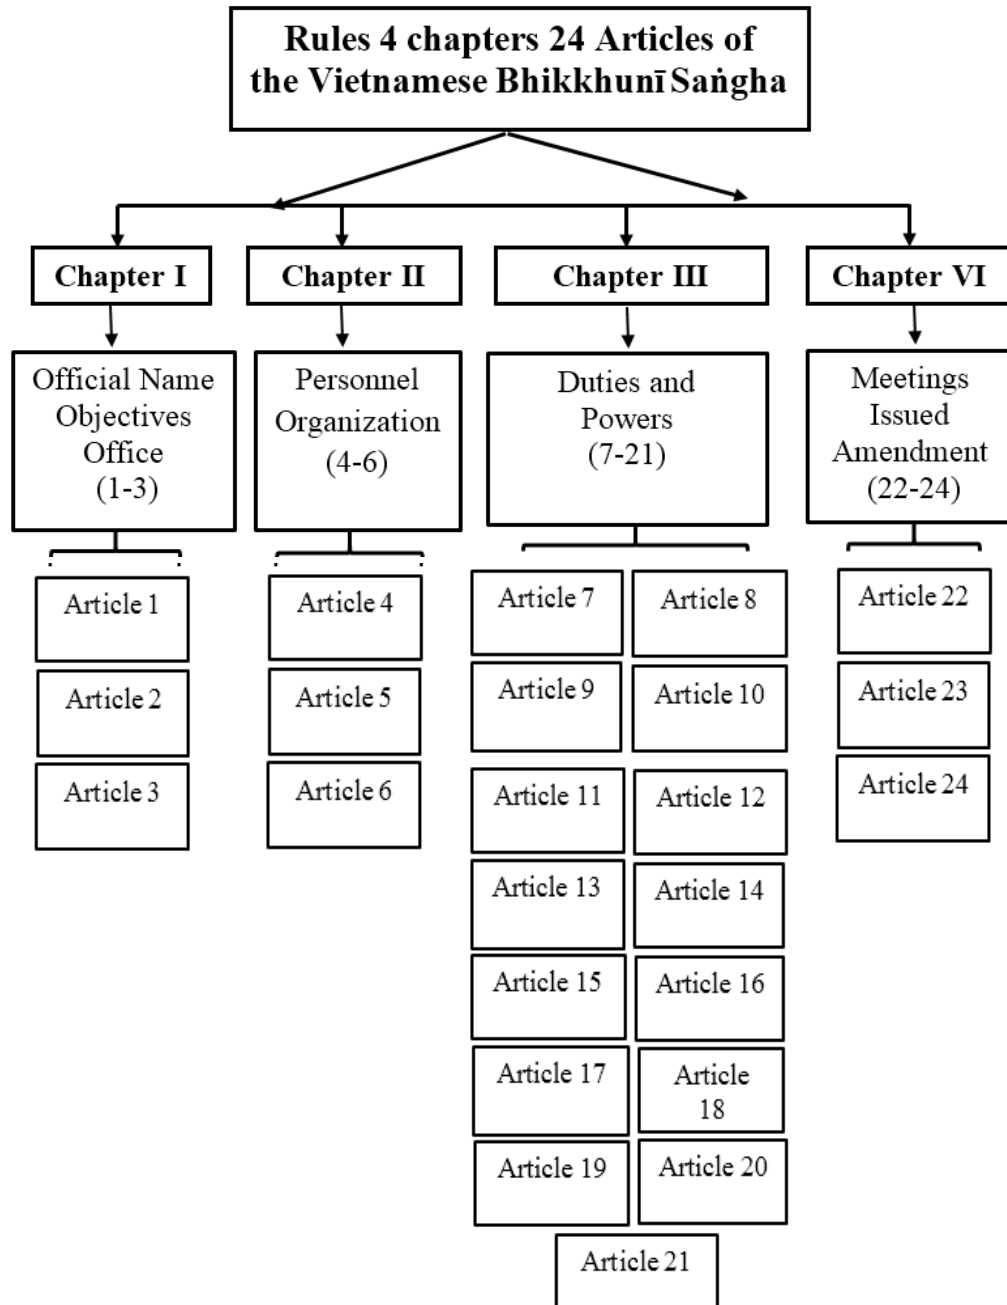 Rules 4 chapters 24 Articles of
the Vietnamese Bhikkhunī Saṅgha
Chapter I
Chapter II
Chapter III
Chapter VI
Official Name
Objectives
Office
(1-3)
Personnel
Organization
(4-6)
Duties and
Powers
(7-21)
Meetings
Issued
Amendment
(22-24)
Article 1
Article 2
Article 3
Article 4
Article 5
Article 6
Article 7
Article 8
Article 9
Article 10
Article 11
Article 12
Article 13
Article 14
Article 15
Article 16
Article 17
Article
18
Article 19
Article 20
Article 21
Article 22
Article 23
Article 24